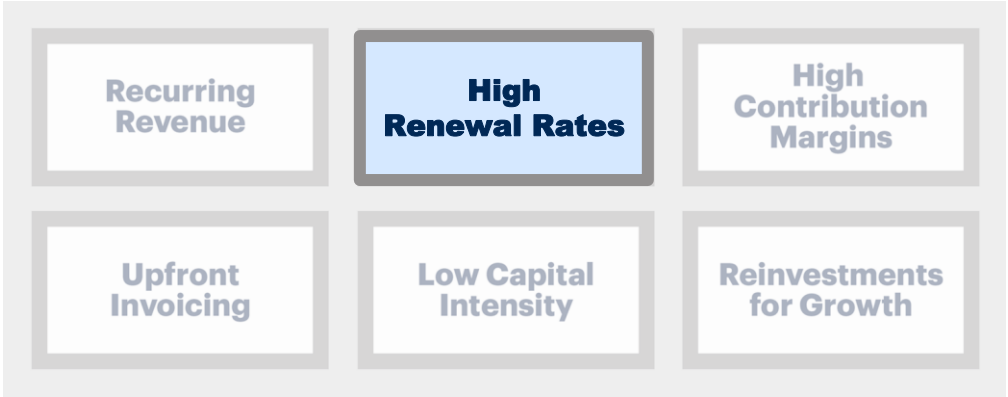 Recurring
Revenue
High
Renewal Rates
High
Contribution
Margins
Upfront
Invoicing
Low Capital
Intensity
Reinvestments
for Growth